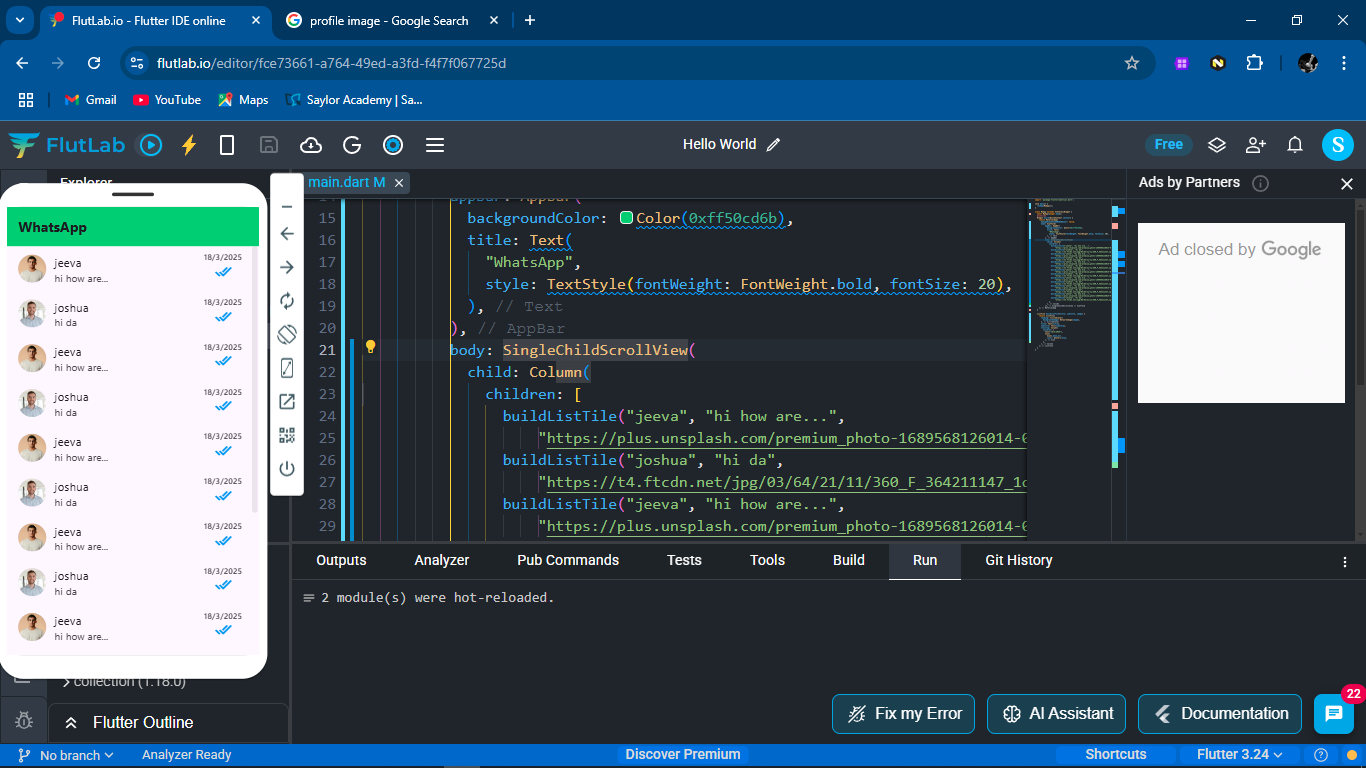 FlutLab.io - Flutter IDE online
profile image - Google Search
flutlab.io/editor/fce73661-a764-49ed-a3fd-f4f7f067725d
Gmail
YouTube
Maps
Saylor Academy | Sa...
FlutLab
Hello World
Free
S
Explorer
main.dart M
Ads by Partners
WhatsApp
jeeva
18/3/2025
hi how are...
joshua
18/3/2025
hi da
jeeva
18/3/2025
hi how are...
joshua
18/3/2025
hi da
jeeva
18/3/2025
hi how are...
joshua
18/3/2025
hi da
jeeva
18/3/2025
hi how are...
joshua
18/3/2025
hi da
jeeva
18/3/2025
hi how are...
14 appBar: AppBar(
15 backgroundColor: Color(0xff50cd6b),
16 title: Text(
17 "WhatsApp",
18 style: TextStyle(fontWeight: FontWeight.bold, fontSize: 20),
19 ), // Text
20 ), // AppBar
21 body: SingleChildScrollView(
22 child: Column(
23 children: [
24 buildListTile("jeeva", "hi how are...",
25 "https://plus.unsplash.com/premium_photo-1689568126014-
26 buildListTile("joshua", "hi da",
27 "https://t4.ftcdn.net/jpg/03/64/21/11/360_F_364211147_1
28 buildListTile("jeeva", "hi how are...",
29 "https://plus.unsplash.com/premium_photo-1689568126014-
Ad closed by Google
Outputs
Analyzer
Pub Commands
Tests
Tools
Build
Run
Git History
2 module(s) were hot-reloaded.
collection (1.18.0)
Flutter Outline
Fix my Error
AI Assistant
Documentation
22
No branch
Analyzer Ready
Discover Premium
Shortcuts
Flutter 3.24